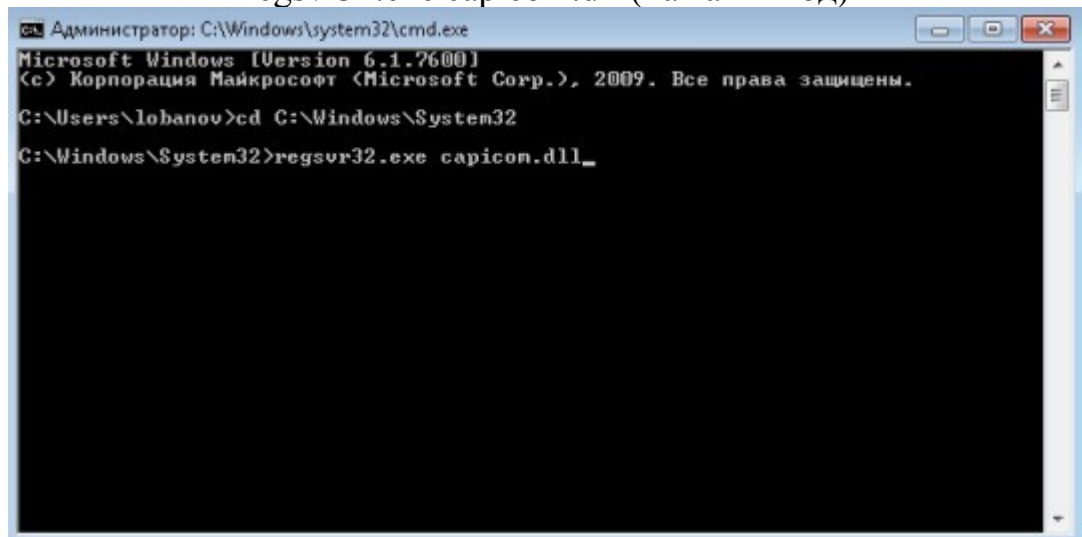 Администратор: C:\Windows\system32\cmd.exe
Microsoft Windows [Version 6.1.7600]
(c) Корпорация Майкрософт (Microsoft Corp.), 2009. Все права защищены.
C:\Users\lobanov>cd C:\Windows\System32
C:\Windows\System32>regsvr32.exe capicom.dll_